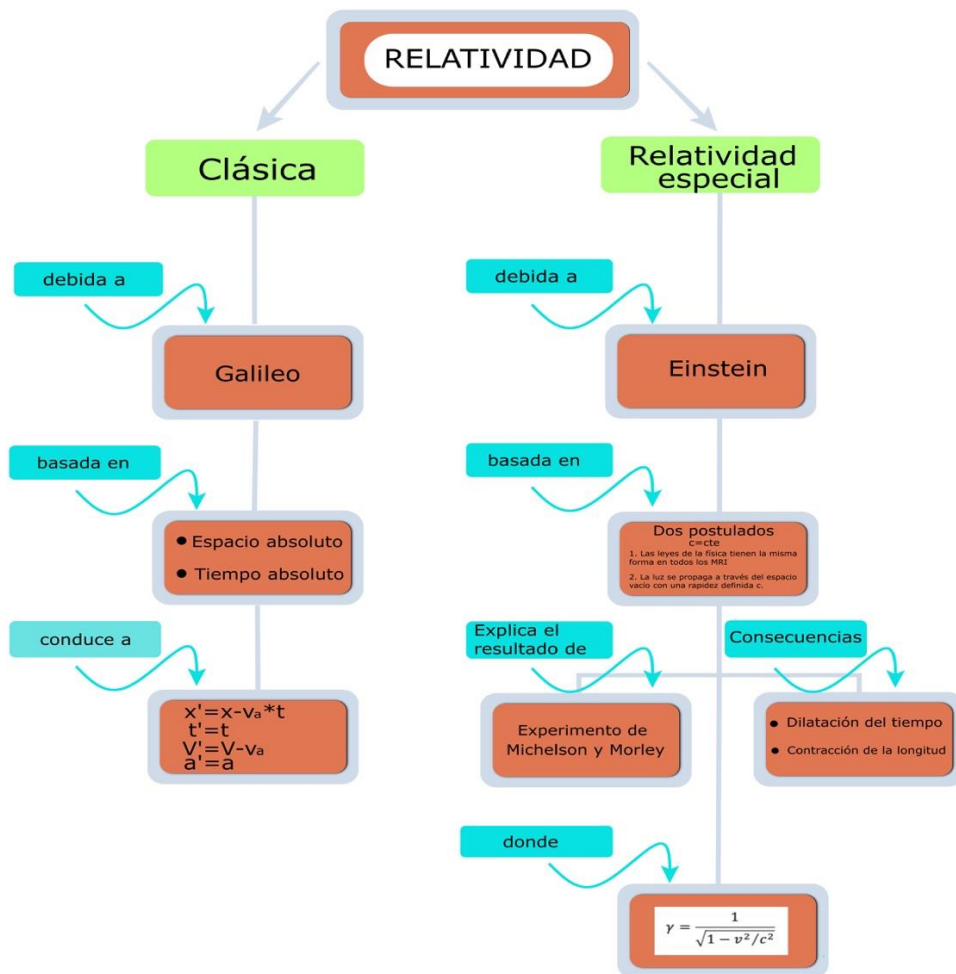 RELATIVIDAD
Clásica
debida a
Galileo
basada en
• Espacio absoluto
• Tiempo absoluto
conduce a
x'=x-vₐ*t
t'=t
V'=V-vₐ
a'=a
Relatividad
especial
debida a
Einstein
basada en
Dos postulados
c=cte
1. Las leyes de la física tienen la misma
forma en todos los MRI
2. La luz se propaga a través del espacio
vacío con una rapidez definida c.
Explica el
resultado de
Experimento de
Michelson y Morley
Consecuencias
• Dilatación del tiempo
• Contracción de la longitud
donde
γ = 1 / √(1 − v²/c²)